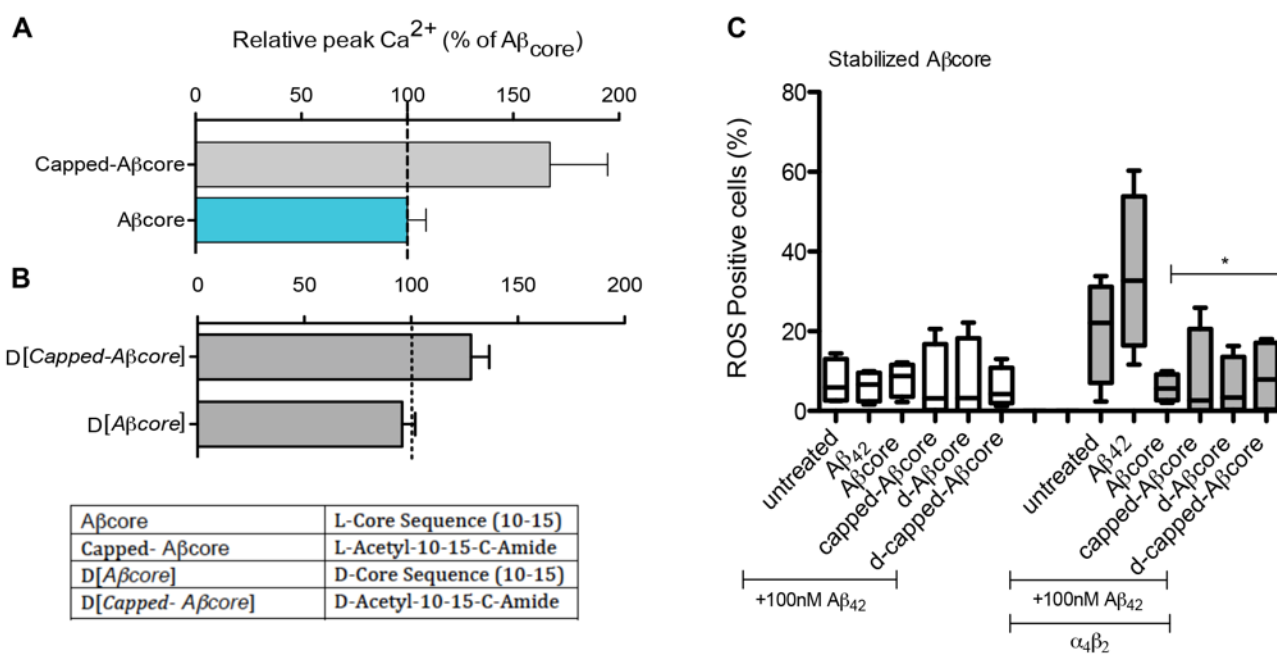 A
Relative peak Ca2+ (% of Aβcore)
0 50 100 150 200
Capped-Aβcore
Aβcore
B
0 50 100 150 200
D[Capped-Aβcore]
D[Aβcore]
Aβcore L-Core Sequence (10-15)
Capped- Aβcore L-Acetyl-10-15-C-Amide
D[Aβcore] D-Core Sequence (10-15)
D[Capped- Aβcore] D-Acetyl-10-15-C-Amide
C
Stabilized Aβcore
ROS Positive cells (%)
80
60
40
20
0
*
untreated
Aβ42
Aβcore
capped-Aβcore
d-Aβcore
d-capped-Aβcore
untreated
Aβ42
Aβcore
capped-Aβcore
d-Aβcore
d-capped-Aβcore
+100nM Aβ42
+100nM Aβ42
α4β2